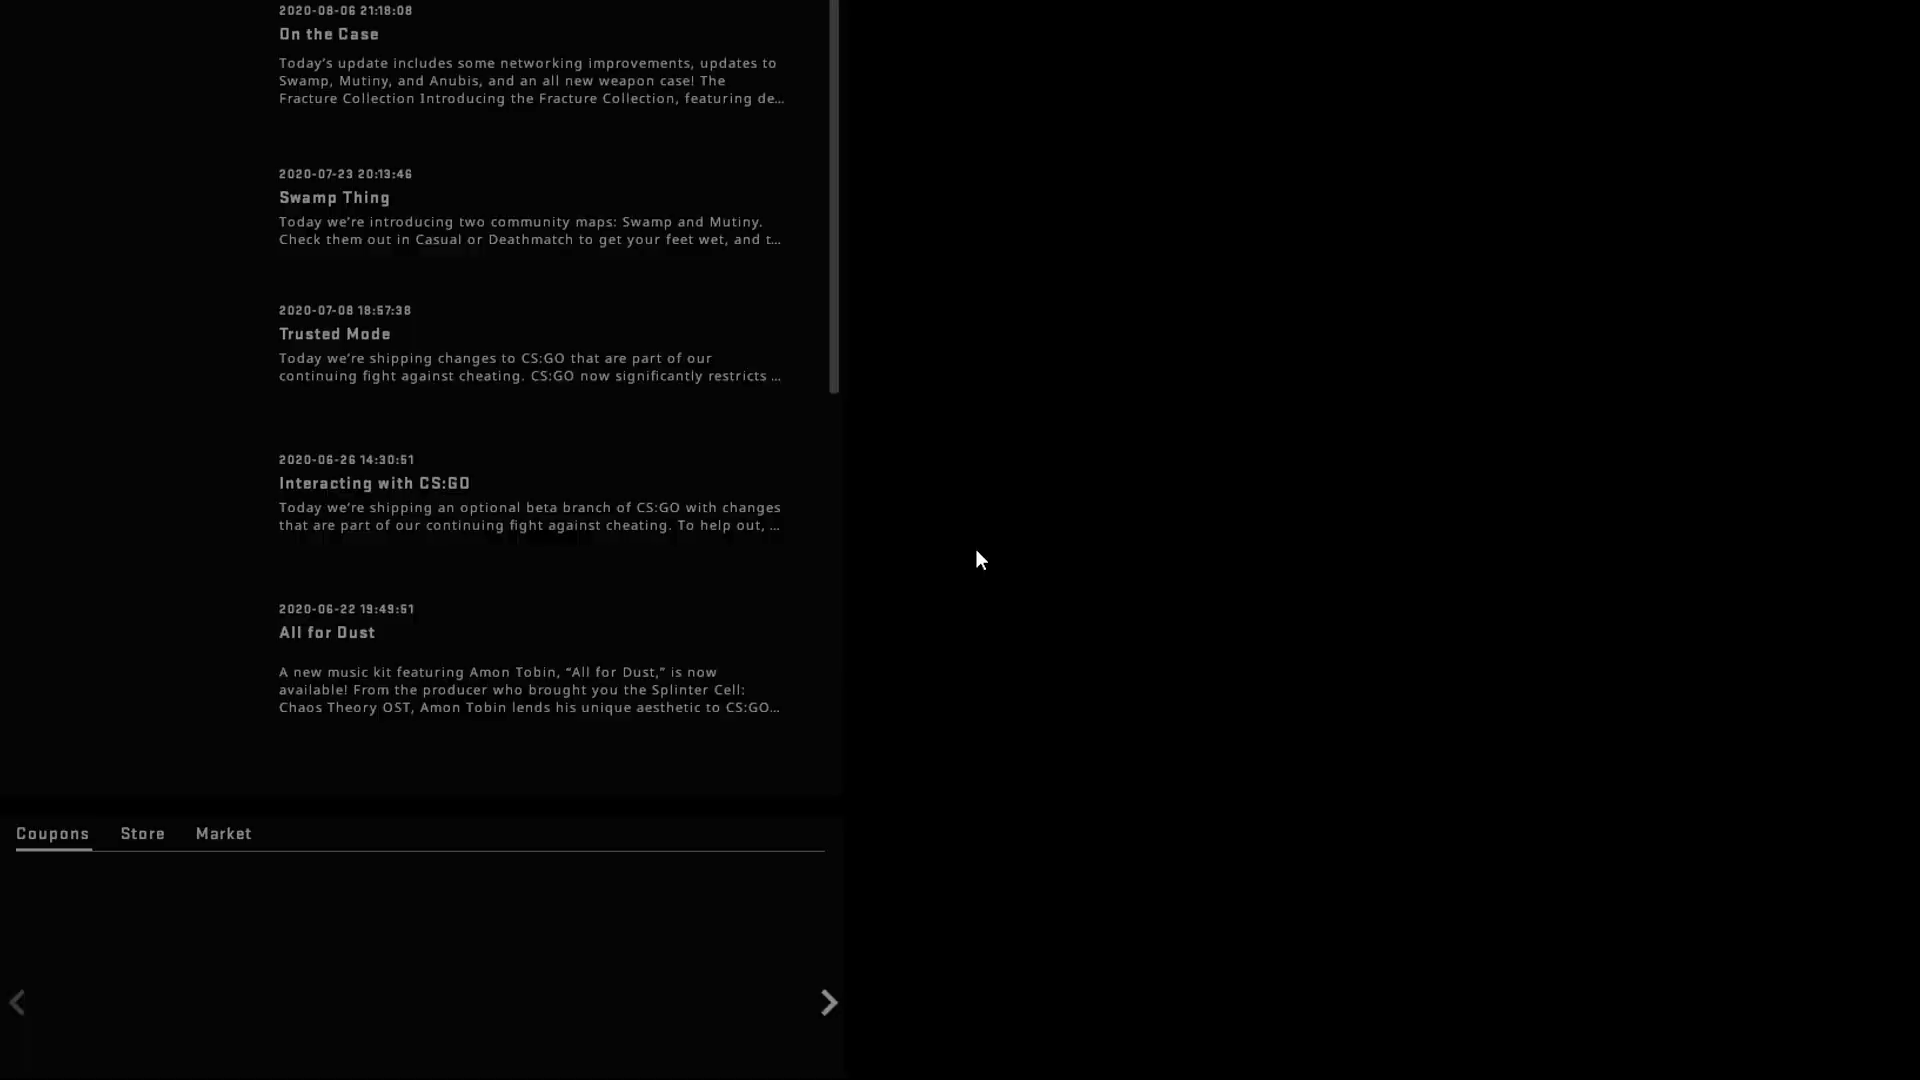 2020-08-06 21:18:08
On the Case
Today’s update includes some networking improvements, updates to
Swamp, Mutiny, and Anubis, and an all new weapon case! The
Fracture Collection Introducing the Fracture Collection, featuring de...
2020-07-23 20:13:46
Swamp Thing
Today we’re introducing two community maps: Swamp and Mutiny.
Check them out in Casual or Deathmatch to get your feet wet, and t...
2020-07-08 18:57:38
Trusted Mode
Today we’re shipping changes to CS:GO that are part of our
continuing fight against cheating. CS:GO now significantly restricts ...
2020-06-26 14:30:51
Interacting with CS:GO
Today we’re shipping an optional beta branch of CS:GO with changes
that are part of our continuing fight against cheating. To help out, ...
2020-06-22 19:49:51
All for Dust
A new music kit featuring Amon Tobin, “All for Dust,” is now
available! From the producer who brought you the Splinter Cell:
Chaos Theory OST, Amon Tobin lends his unique aesthetic to CS:GO...
Coupons Store Market